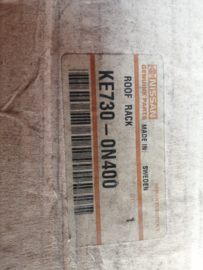 NISSAN
GENUINE PARTS
MADE IN: SWEDEN
ROOF RACK
KE730-0N400
1